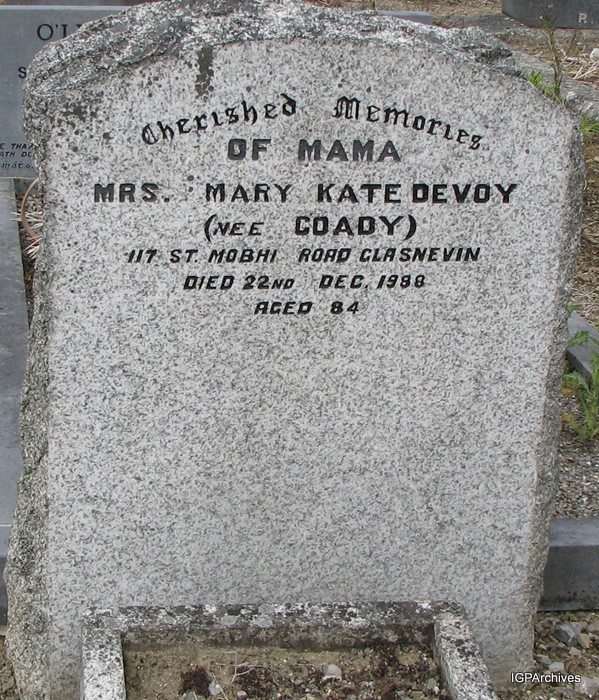 Cherished Memories
OF MAMA
MRS. MARY KATE DEVOY
(NEE COADY)
117 ST. MOBHI ROAD GLASNEVIN
DIED 22ND DEC. 1988
AGED 84
IGPArchives